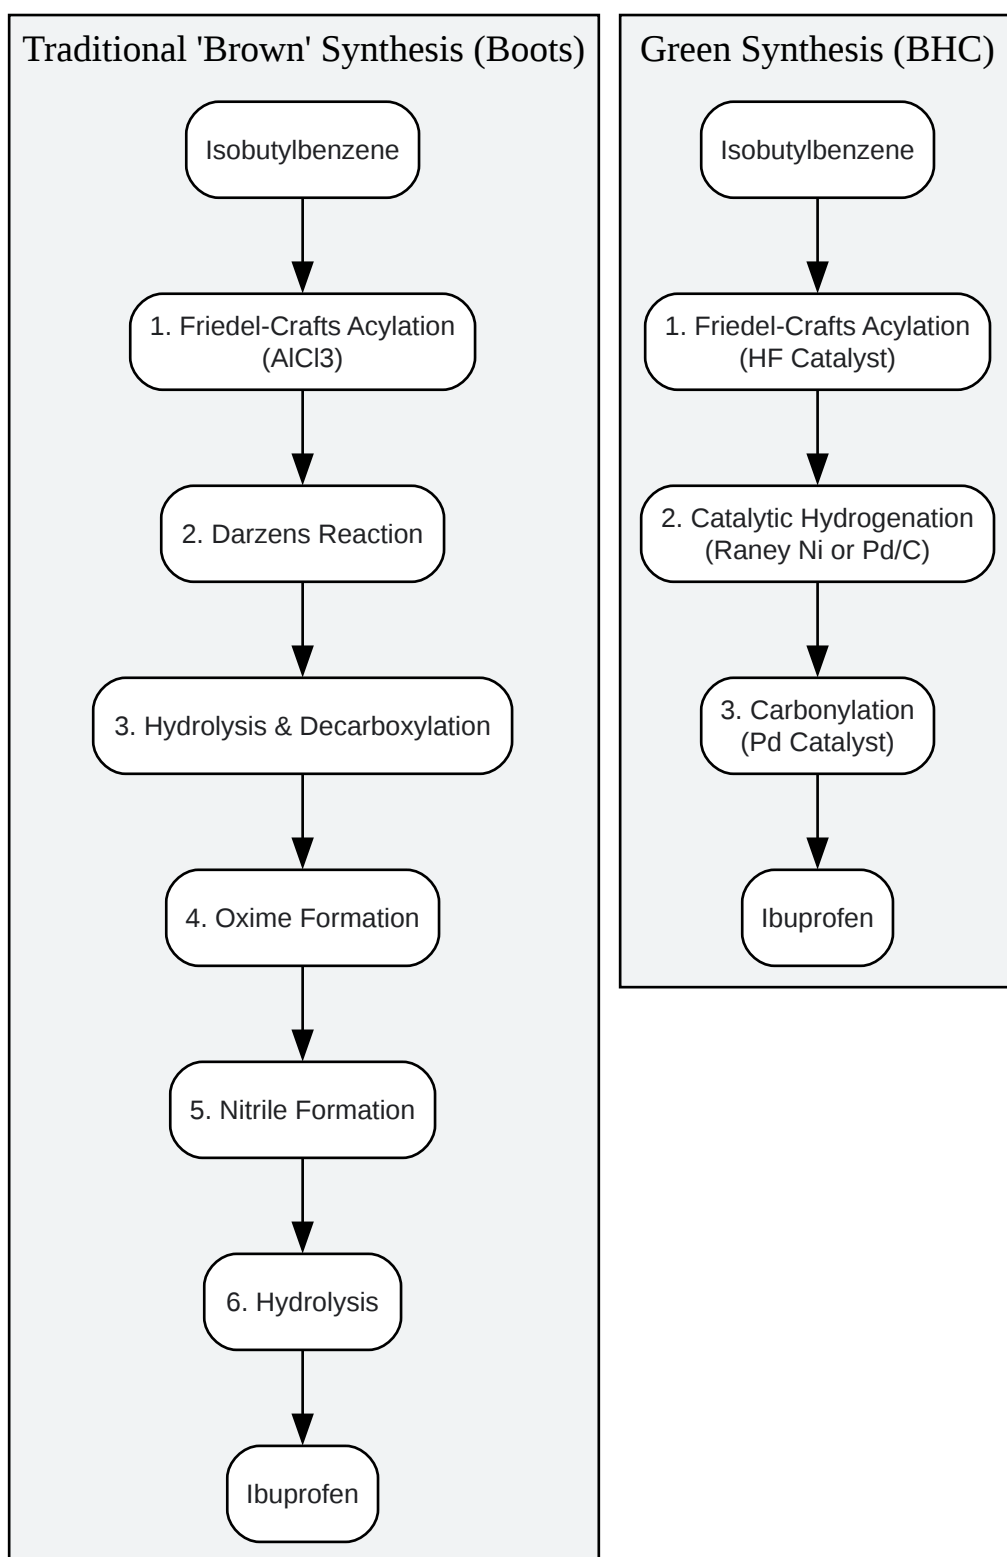 Traditional 'Brown' Synthesis (Boots)
Isobutylbenzene
1. Friedel-Crafts Acylation
(AlCl3)
2. Darzens Reaction
3. Hydrolysis & Decarboxylation
4. Oxime Formation
5. Nitrile Formation
6. Hydrolysis
Ibuprofen
Green Synthesis (BHC)
Isobutylbenzene
1. Friedel-Crafts Acylation
(HF Catalyst)
2. Catalytic Hydrogenation
(Raney Ni or Pd/C)
3. Carbonylation
(Pd Catalyst)
Ibuprofen